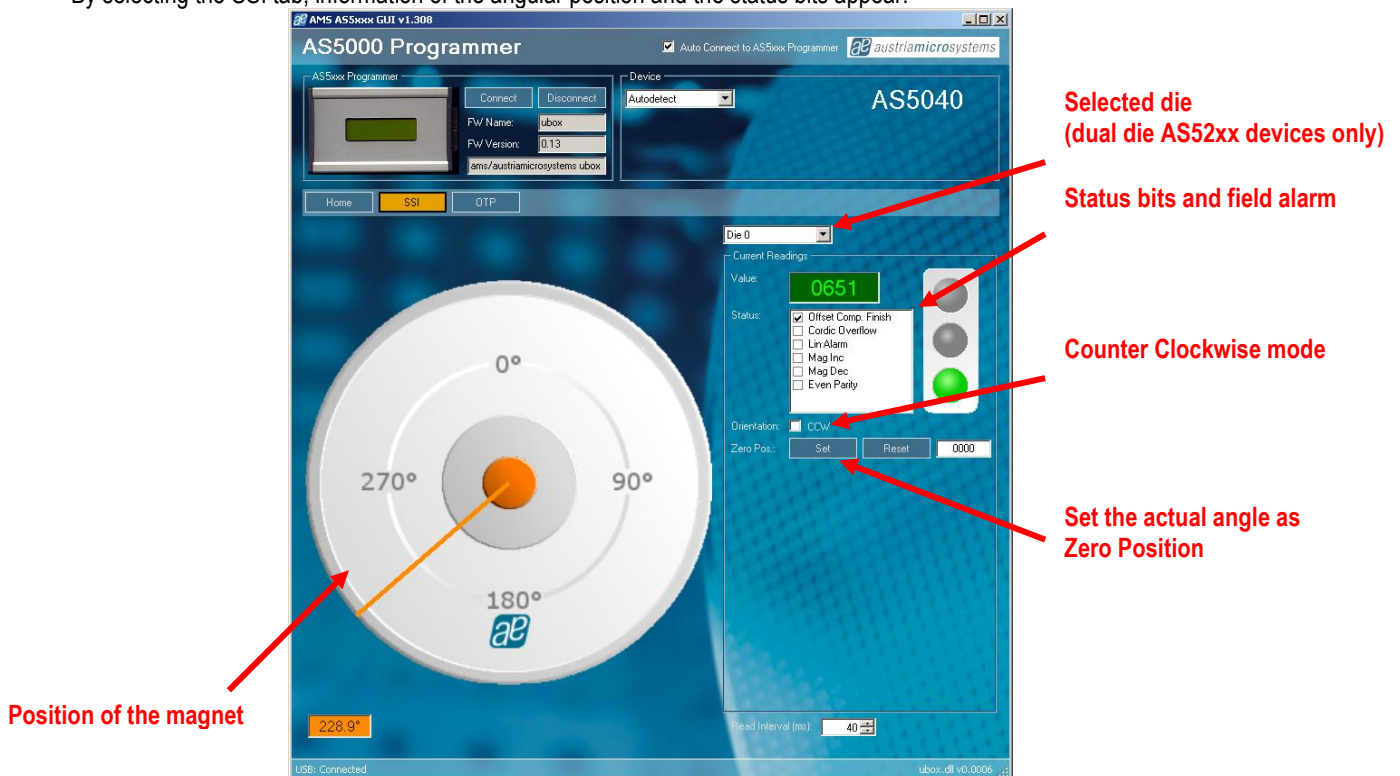 By selecting the SSI tab, information of the angular position and the status bits appear:
AMS AS5xxx GUI v1.308
AS5000 Programmer
Auto Connect to AS5xxx Programmer
austriamicrosystems
AS5xxx Programmer
Connect
Disconnect
FW Name:
ubox
FW Version:
0.13
ams/austriamicrosystems ubox
Device
Autodetect
AS5040
Selected die
(dual die AS52xx devices only)
Home
SSI
OTP
Status bits and field alarm
Die 0
Current Readings
Value:
0651
Status:
Offset Comp. Finish
Cordic Overflow
Lin Alarm
Mag Inc
Mag Dec
Even Parity
Counter Clockwise mode
Orientation:
CCW
Zero Pos.:
Set
Reset
0000
0°
270°
90°
180°
Set the actual angle as
Zero Position
Position of the magnet
228.9°
Read Interval (ms):
40
USB: Connected
ubox.dll v0.0006